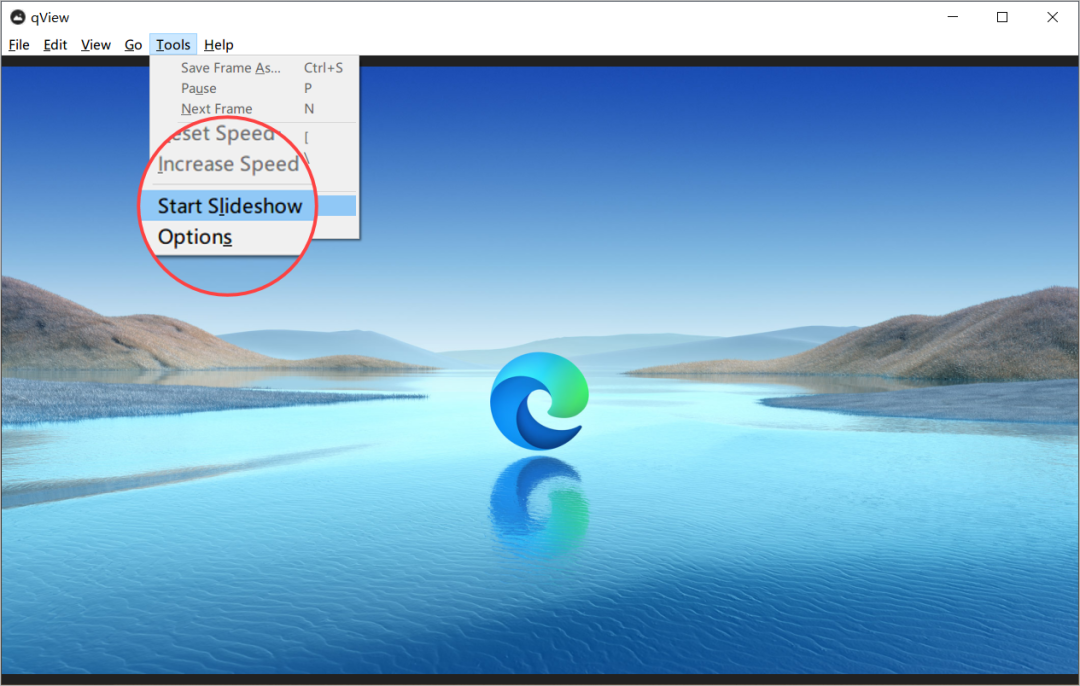 qView
File Edit View Go Tools Help
Save Frame As... Ctrl+S
Pause P
Next Frame N
eset Speed [
Increase Speed \
Start Slideshow
Options